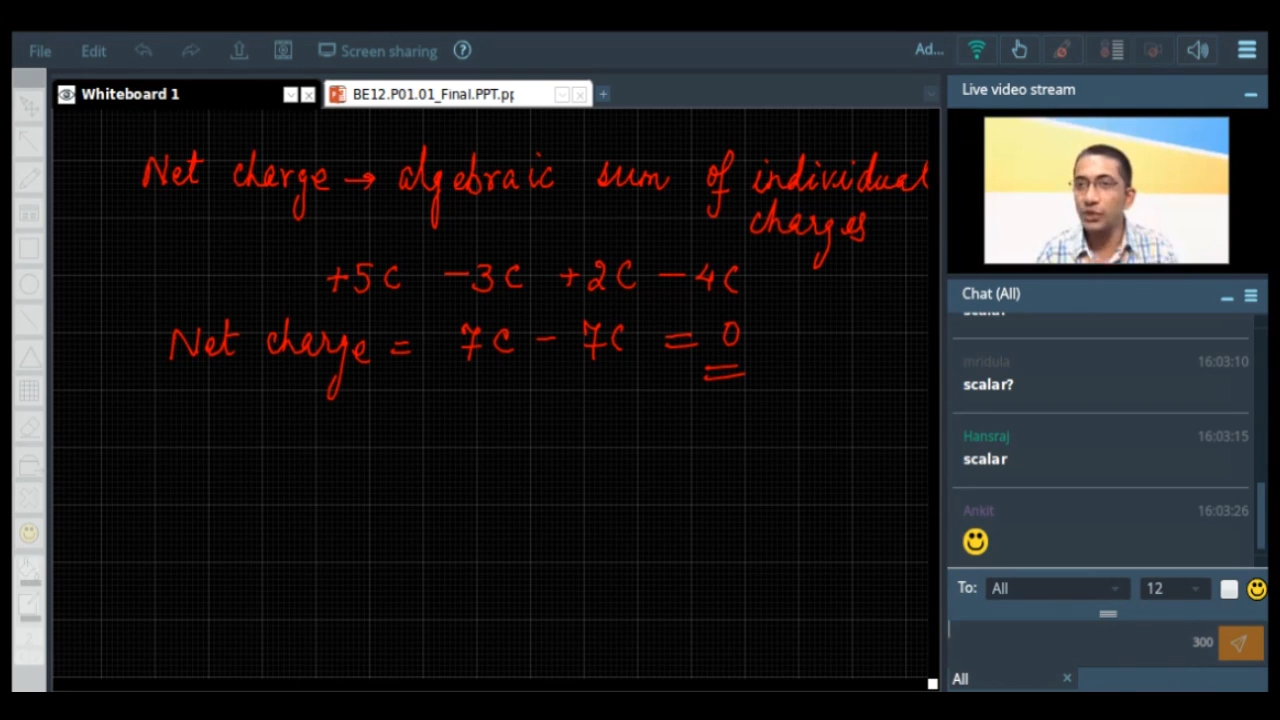 File Edit Screen sharing ? Ad...
Whiteboard 1 BE12.P01.01_Final.PPT.pp +
Net charge → algebraic sum of individual
charges
+5C -3C +2C -4C
Net charge = 7C - 7C = 0
Live video stream
Chat (All)
mridula 16:03:10
scalar?
Hansraj 16:03:15
scalar
Ankit 16:03:26
To: All 12
300
All